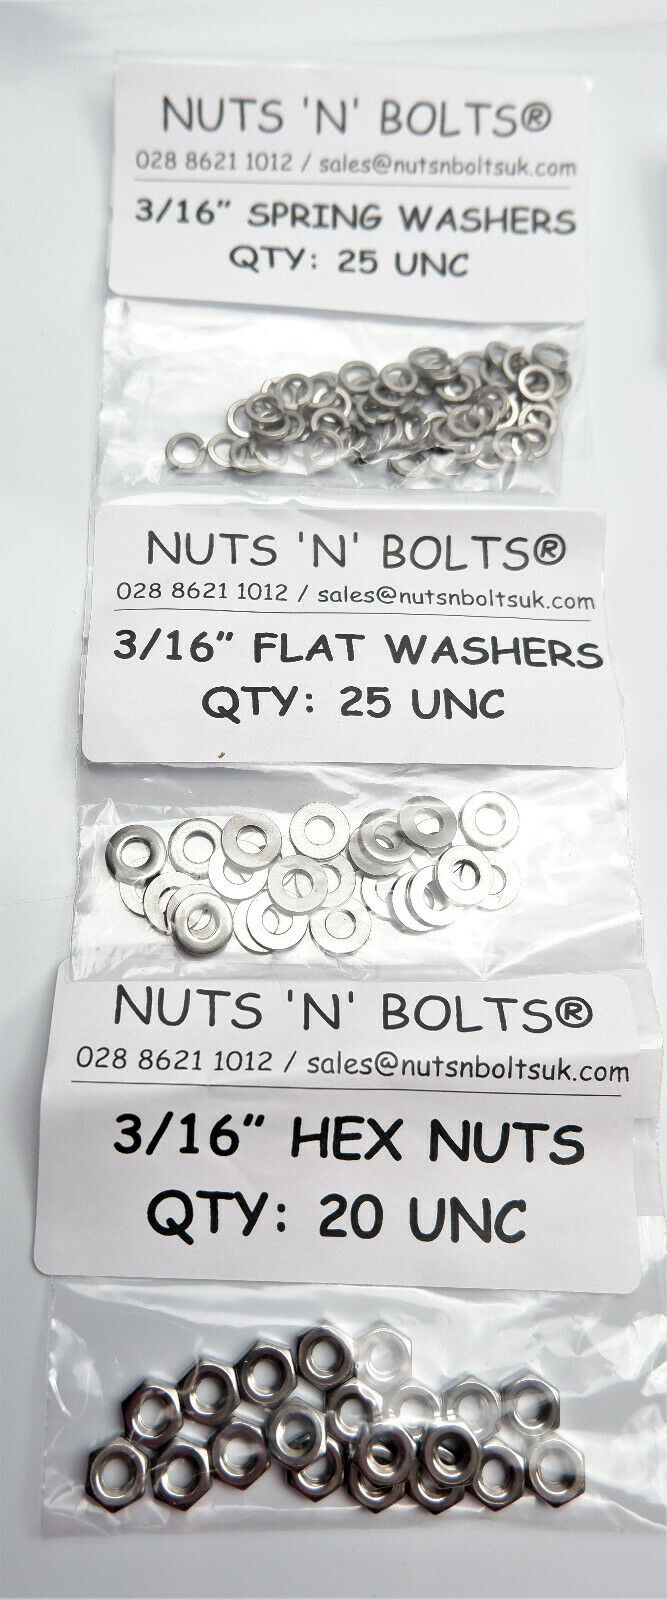 NUTS 'N' BOLTS®
028 8621 1012 / sales@nutsnboltsuk.com
3/16" SPRING WASHERS
QTY: 25 UNC
NUTS 'N' BOLTS®
028 8621 1012 / sales@nutsnboltsuk.com
3/16" FLAT WASHERS
QTY: 25 UNC
NUTS 'N' BOLTS®
028 8621 1012 / sales@nutsnboltsuk.com
3/16" HEX NUTS
QTY: 20 UNC